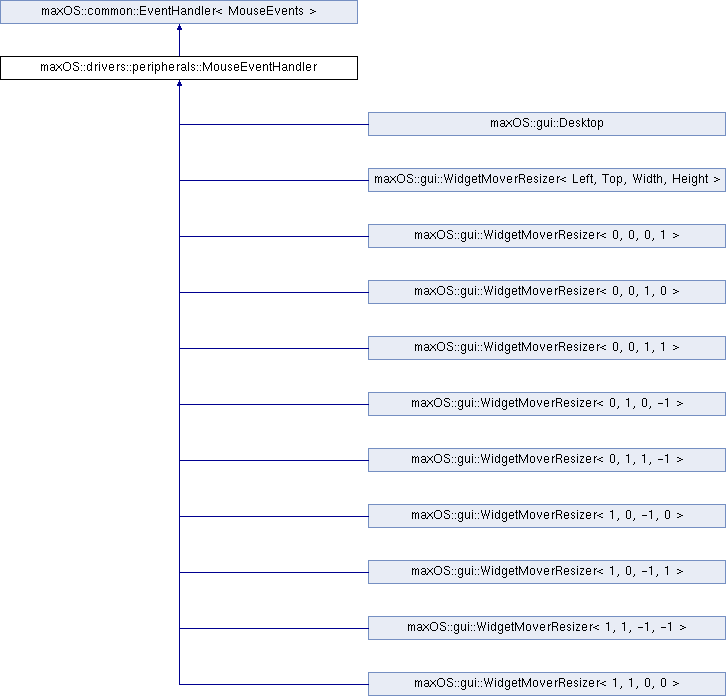 maxOS::common::EventHandler< MouseEvents >
maxOS::drivers::peripherals::MouseEventHandler
maxOS::gui::Desktop
maxOS::gui::WidgetMoverResizer< Left, Top, Width, Height >
maxOS::gui::WidgetMoverResizer< 0, 0, 0, 1 >
maxOS::gui::WidgetMoverResizer< 0, 0, 1, 0 >
maxOS::gui::WidgetMoverResizer< 0, 0, 1, 1 >
maxOS::gui::WidgetMoverResizer< 0, 1, 0, -1 >
maxOS::gui::WidgetMoverResizer< 0, 1, 1, -1 >
maxOS::gui::WidgetMoverResizer< 1, 0, -1, 0 >
maxOS::gui::WidgetMoverResizer< 1, 0, -1, 1 >
maxOS::gui::WidgetMoverResizer< 1, 1, -1, -1 >
maxOS::gui::WidgetMoverResizer< 1, 1, 0, 0 >